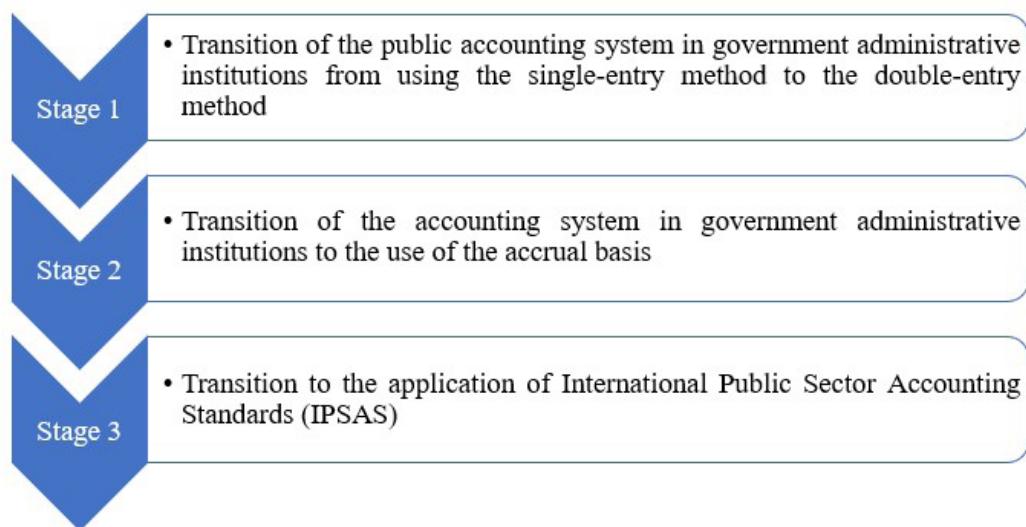 Stage 1
• Transition of the public accounting system in government administrative
institutions from using the single-entry method to the double-entry
method
Stage 2
• Transition of the accounting system in government administrative
institutions to the use of the accrual basis
Stage 3
• Transition to the application of International Public Sector Accounting
Standards (IPSAS)